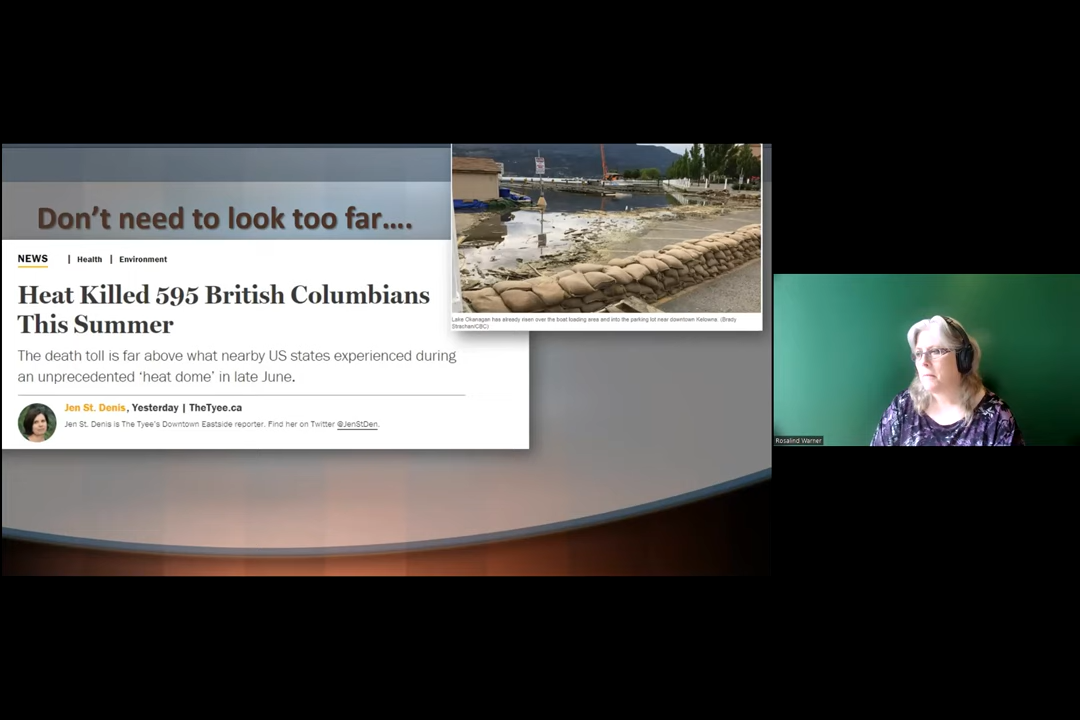 Don't need to look too far....
NEWS | Health | Environment
Heat Killed 595 British Columbians
This Summer
The death toll is far above what nearby US states experienced during
an unprecedented ‘heat dome’ in late June.
Jen St. Denis, Yesterday | TheTyee.ca
Jen St. Denis is The Tyee's Downtown Eastside reporter. Find her on Twitter @JenStDen.
Lake Okanagan has already risen over the boat loading area and into the parking lot near downtown Kelowna. (Brady
Strachan/CBC)
Rosalind Warner